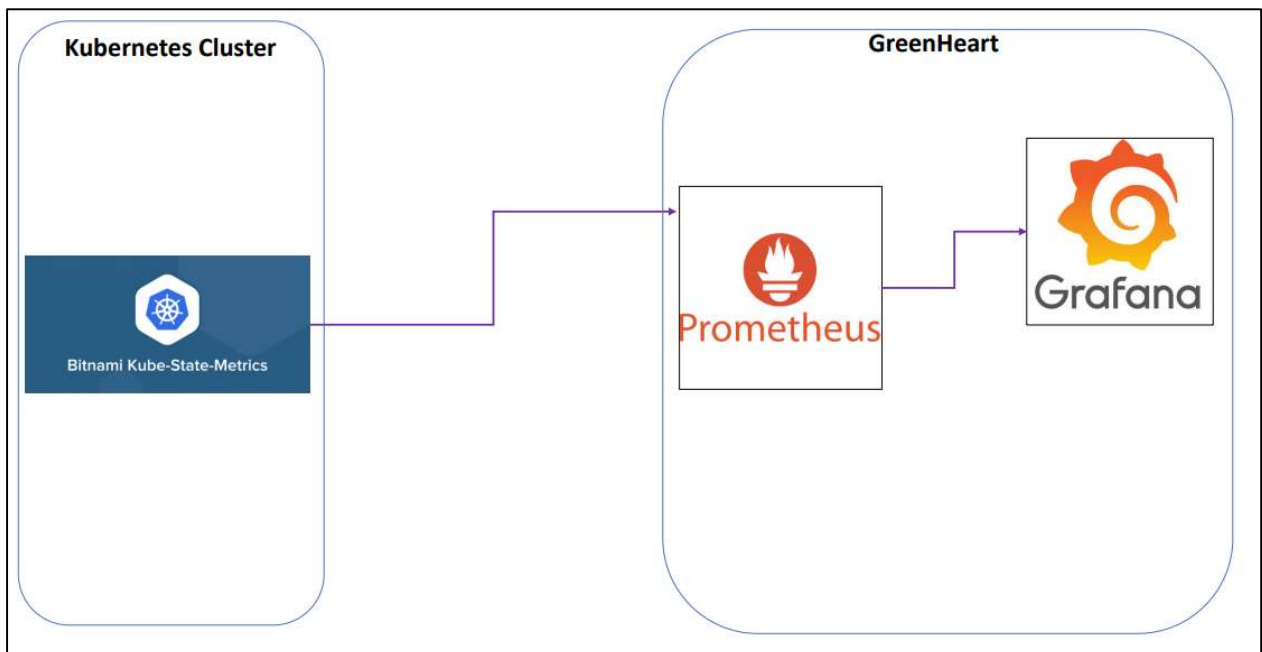 Kubernetes Cluster
GreenHeart
Bitnami Kube-State-Metrics
Prometheus
Grafana